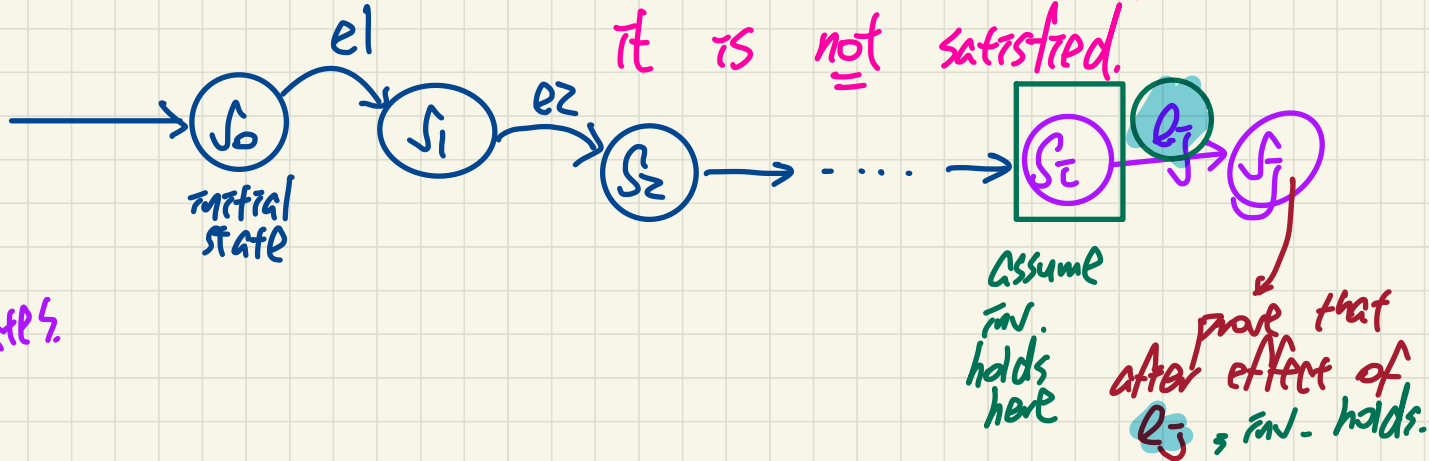 it is not satisfied.
e1
e2
S0
S1
S2
Si
ej
Sj
initial
state
assume
inv.
holds
here
prove that
after effect of
ej, inv. holds.